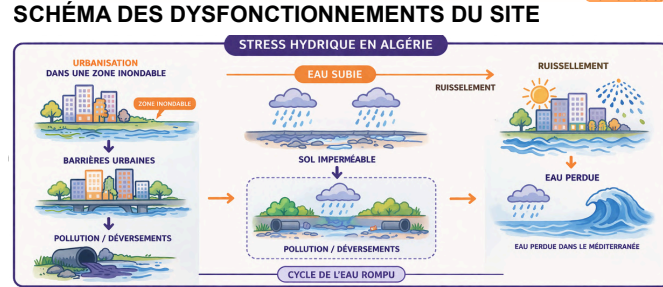 SCHÉMA DES DYSFONCTIONNEMENTS DU SITE
STRESS HYDRIQUE EN ALGÉRIE
URBANISATION
DANS UNE ZONE INONDABLE
ZONE INONDABLE
BARRIÈRES URBAINES
POLLUTION / DÉVERSEMENTS
EAU SUBIE
RUISSELEMENT
SOL IMPERMÉABLE
POLLUTION / DÉVERSEMENTS
RUISSELLEMENT
EAU PERDUE
EAU PERDUE DANS LE MÉDITERRANÉE
CYCLE DE L'EAU ROMPU